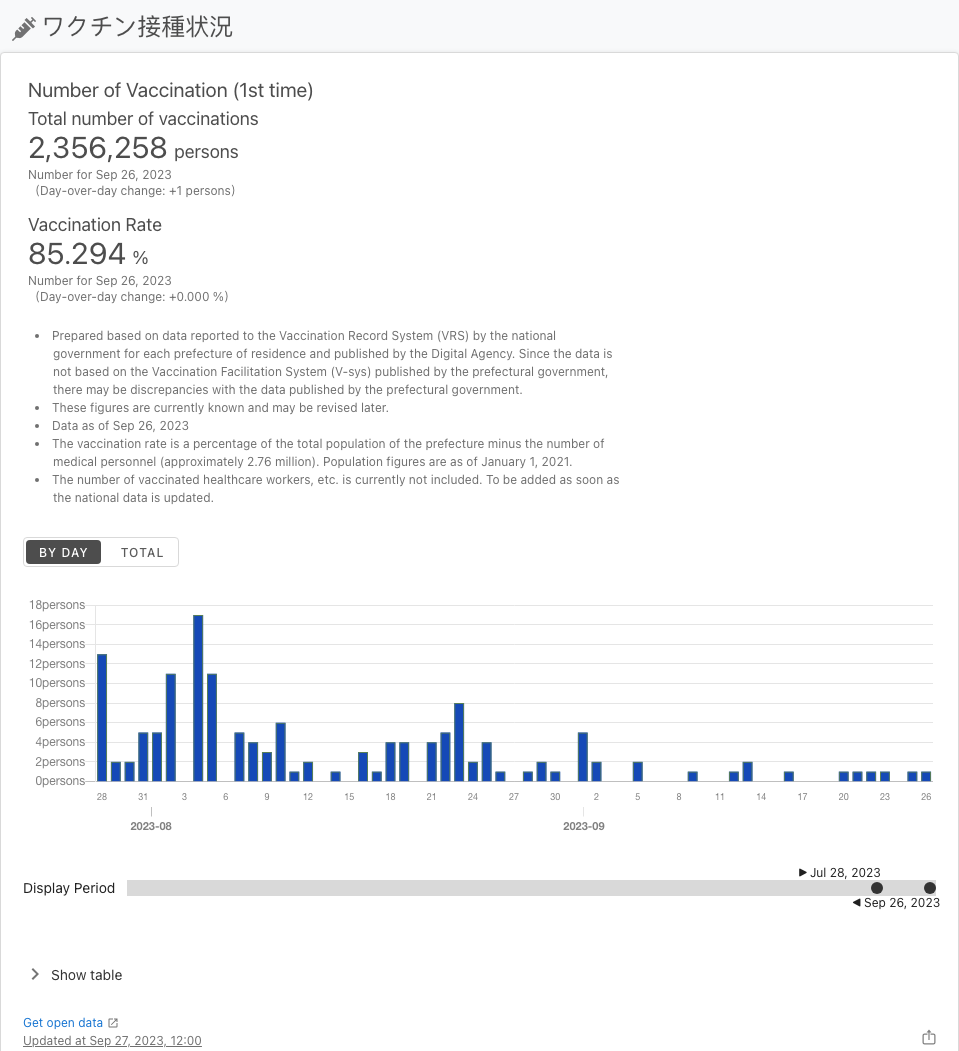 ワクチン接種状況
Number of Vaccination (1st time)
Total number of vaccinations
2,356,258 persons
Number for Sep 26, 2023
(Day-over-day change: +1 persons)
Vaccination Rate
85.294 %
Number for Sep 26, 2023
(Day-over-day change: +0.000 %)
• Prepared based on data reported to the Vaccination Record System (VRS) by the national
government for each prefecture of residence and published by the Digital Agency. Since the data is
not based on the Vaccination Facilitation System (V-sys) published by the prefectural government,
there may be discrepancies with the data published by the prefectural government.
• These figures are currently known and may be revised later.
• Data as of Sep 26, 2023
• The vaccination rate is a percentage of the total population of the prefecture minus the number of
medical personnel (approximately 2.76 million). Population figures are as of January 1, 2021.
• The number of vaccinated healthcare workers, etc. is currently not included. To be added as soon as
the national data is updated.
BY DAY TOTAL
18persons
16persons
14persons
12persons
10persons
8persons
6persons
4persons
2persons
0persons
28 31 3 6 9 12 15 18 21 24 27 30 2 5 8 11 14 17 20 23 26
2023-08 2023-09
Jul 28, 2023
Display Period
Sep 26, 2023
Show table
Get open data
Updated at Sep 27, 2023, 12:00